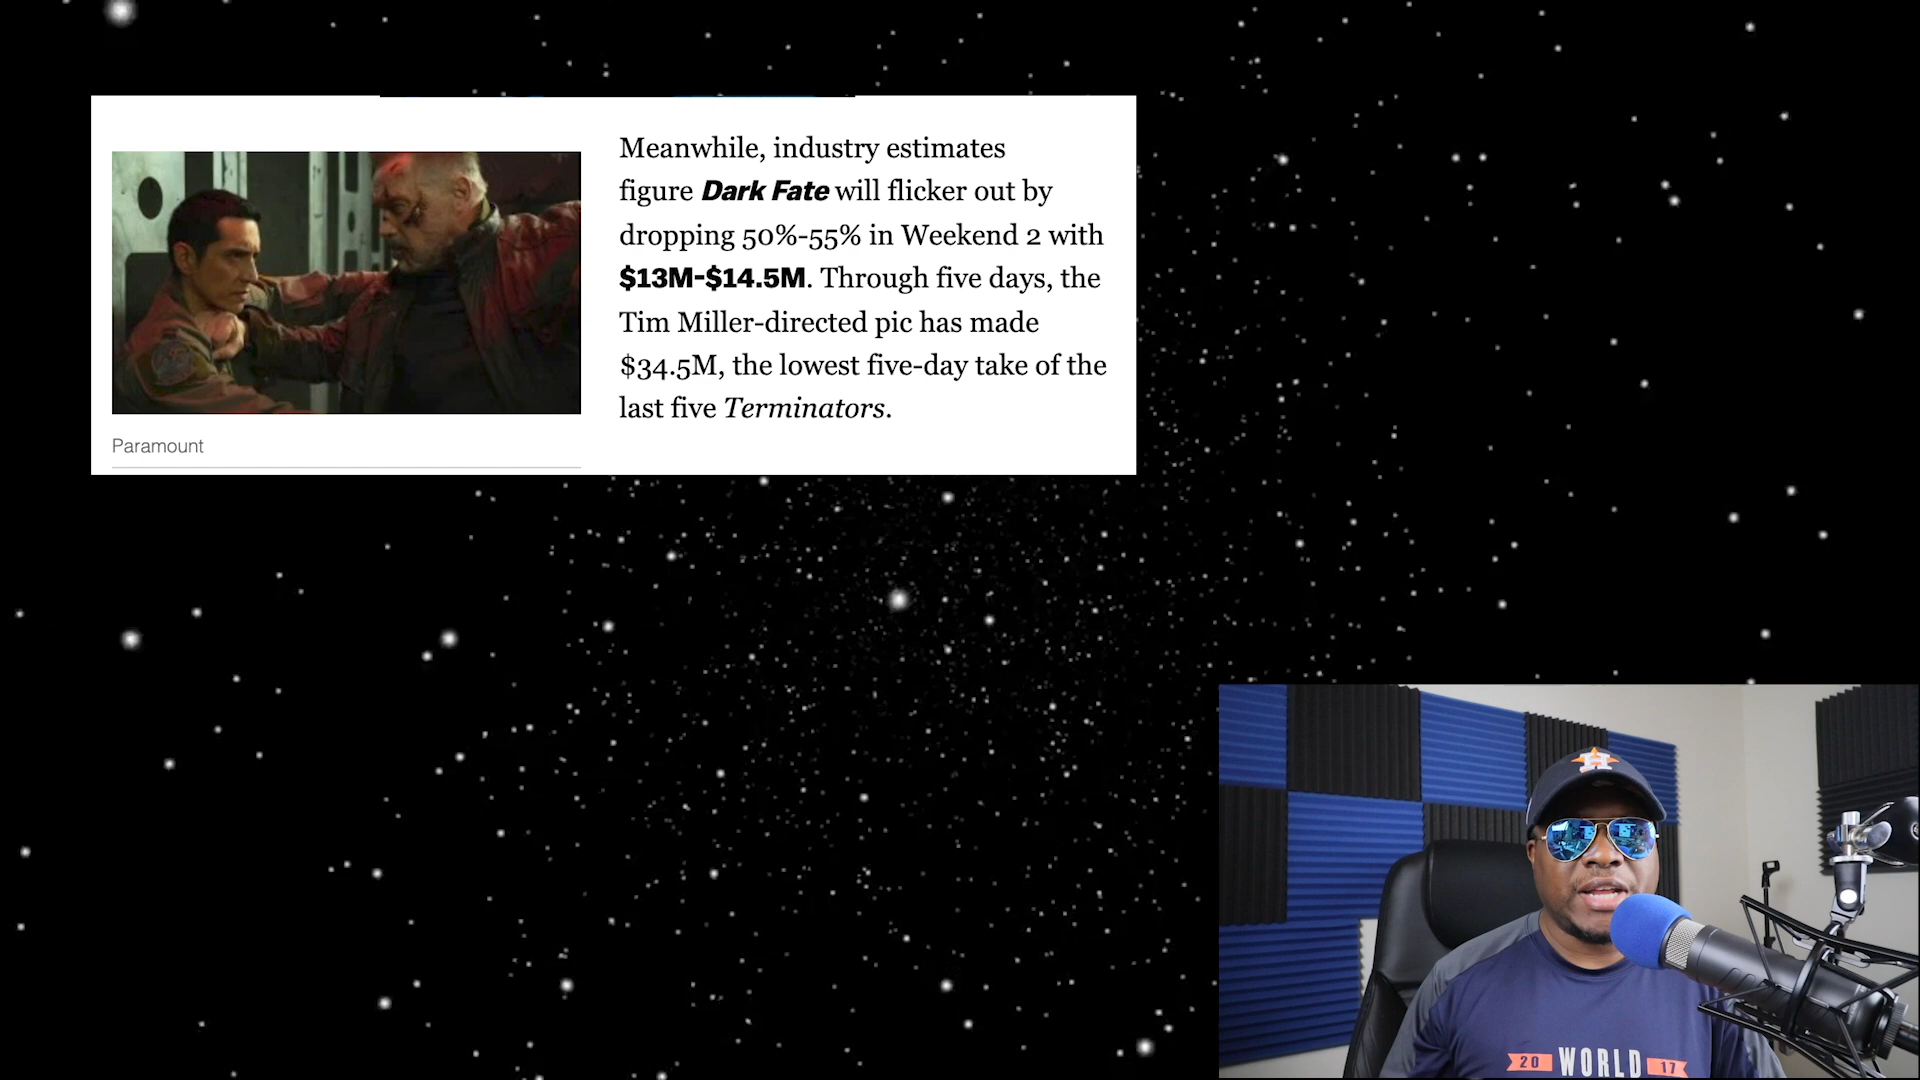 Meanwhile, industry estimates
figure Dark Fate will flicker out by
dropping 50%-55% in Weekend 2 with
$13M-$14.5M. Through five days, the
Tim Miller-directed pic has made
$34.5M, the lowest five-day take of the
last five Terminators.
Paramount
H
20 WORLD 17